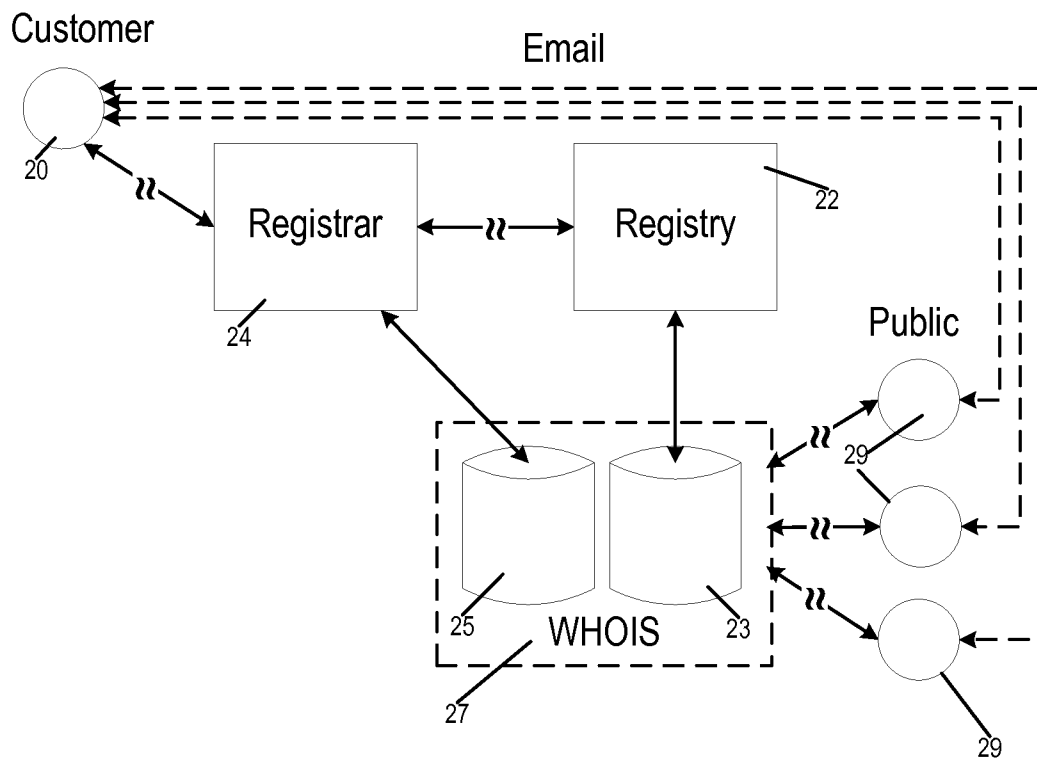 Customer
Email
20
Registrar
Registry
22
24
Public
29
25
WHOIS
23
27
29